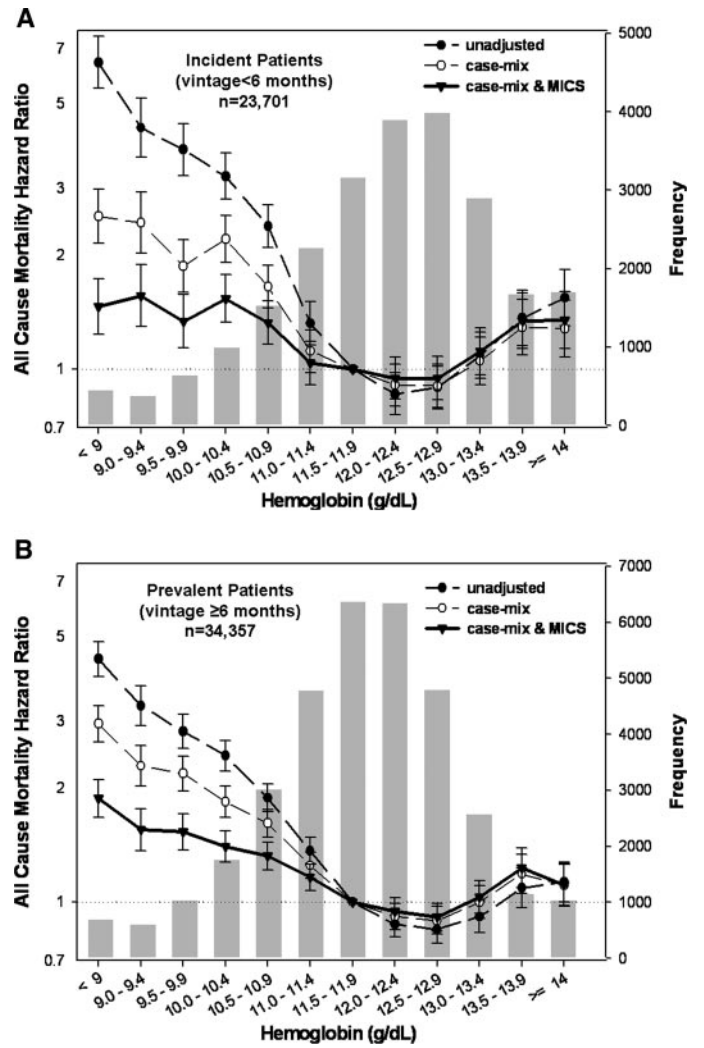 A
Incident Patients
(vintage<6 months)
n=23,701
unadjusted
case-mix
case-mix & MICS
All Cause Mortality Hazard Ratio
7
5
3
2
1
0.7
Frequency
5000
4000
3000
2000
1000
0
< 9
9.0 - 9.4
9.5 - 9.9
10.0 - 10.4
10.5 - 10.9
11.0 - 11.4
11.5 - 11.9
12.0 - 12.4
12.5 - 12.9
13.0 - 13.4
13.5 - 13.9
>= 14
Hemoglobin (g/dL)
B
Prevalent Patients
(vintage ≥6 months)
n=34,357
unadjusted
case-mix
case-mix & MICS
All Cause Mortality Hazard Ratio
7
5
3
2
1
0.7
Frequency
7000
6000
5000
4000
3000
2000
1000
0
< 9
9.0 - 9.4
9.5 - 9.9
10.0 - 10.4
10.5 - 10.9
11.0 - 11.4
11.5 - 11.9
12.0 - 12.4
12.5 - 12.9
13.0 - 13.4
13.5 - 13.9
>= 14
Hemoglobin (g/dL)